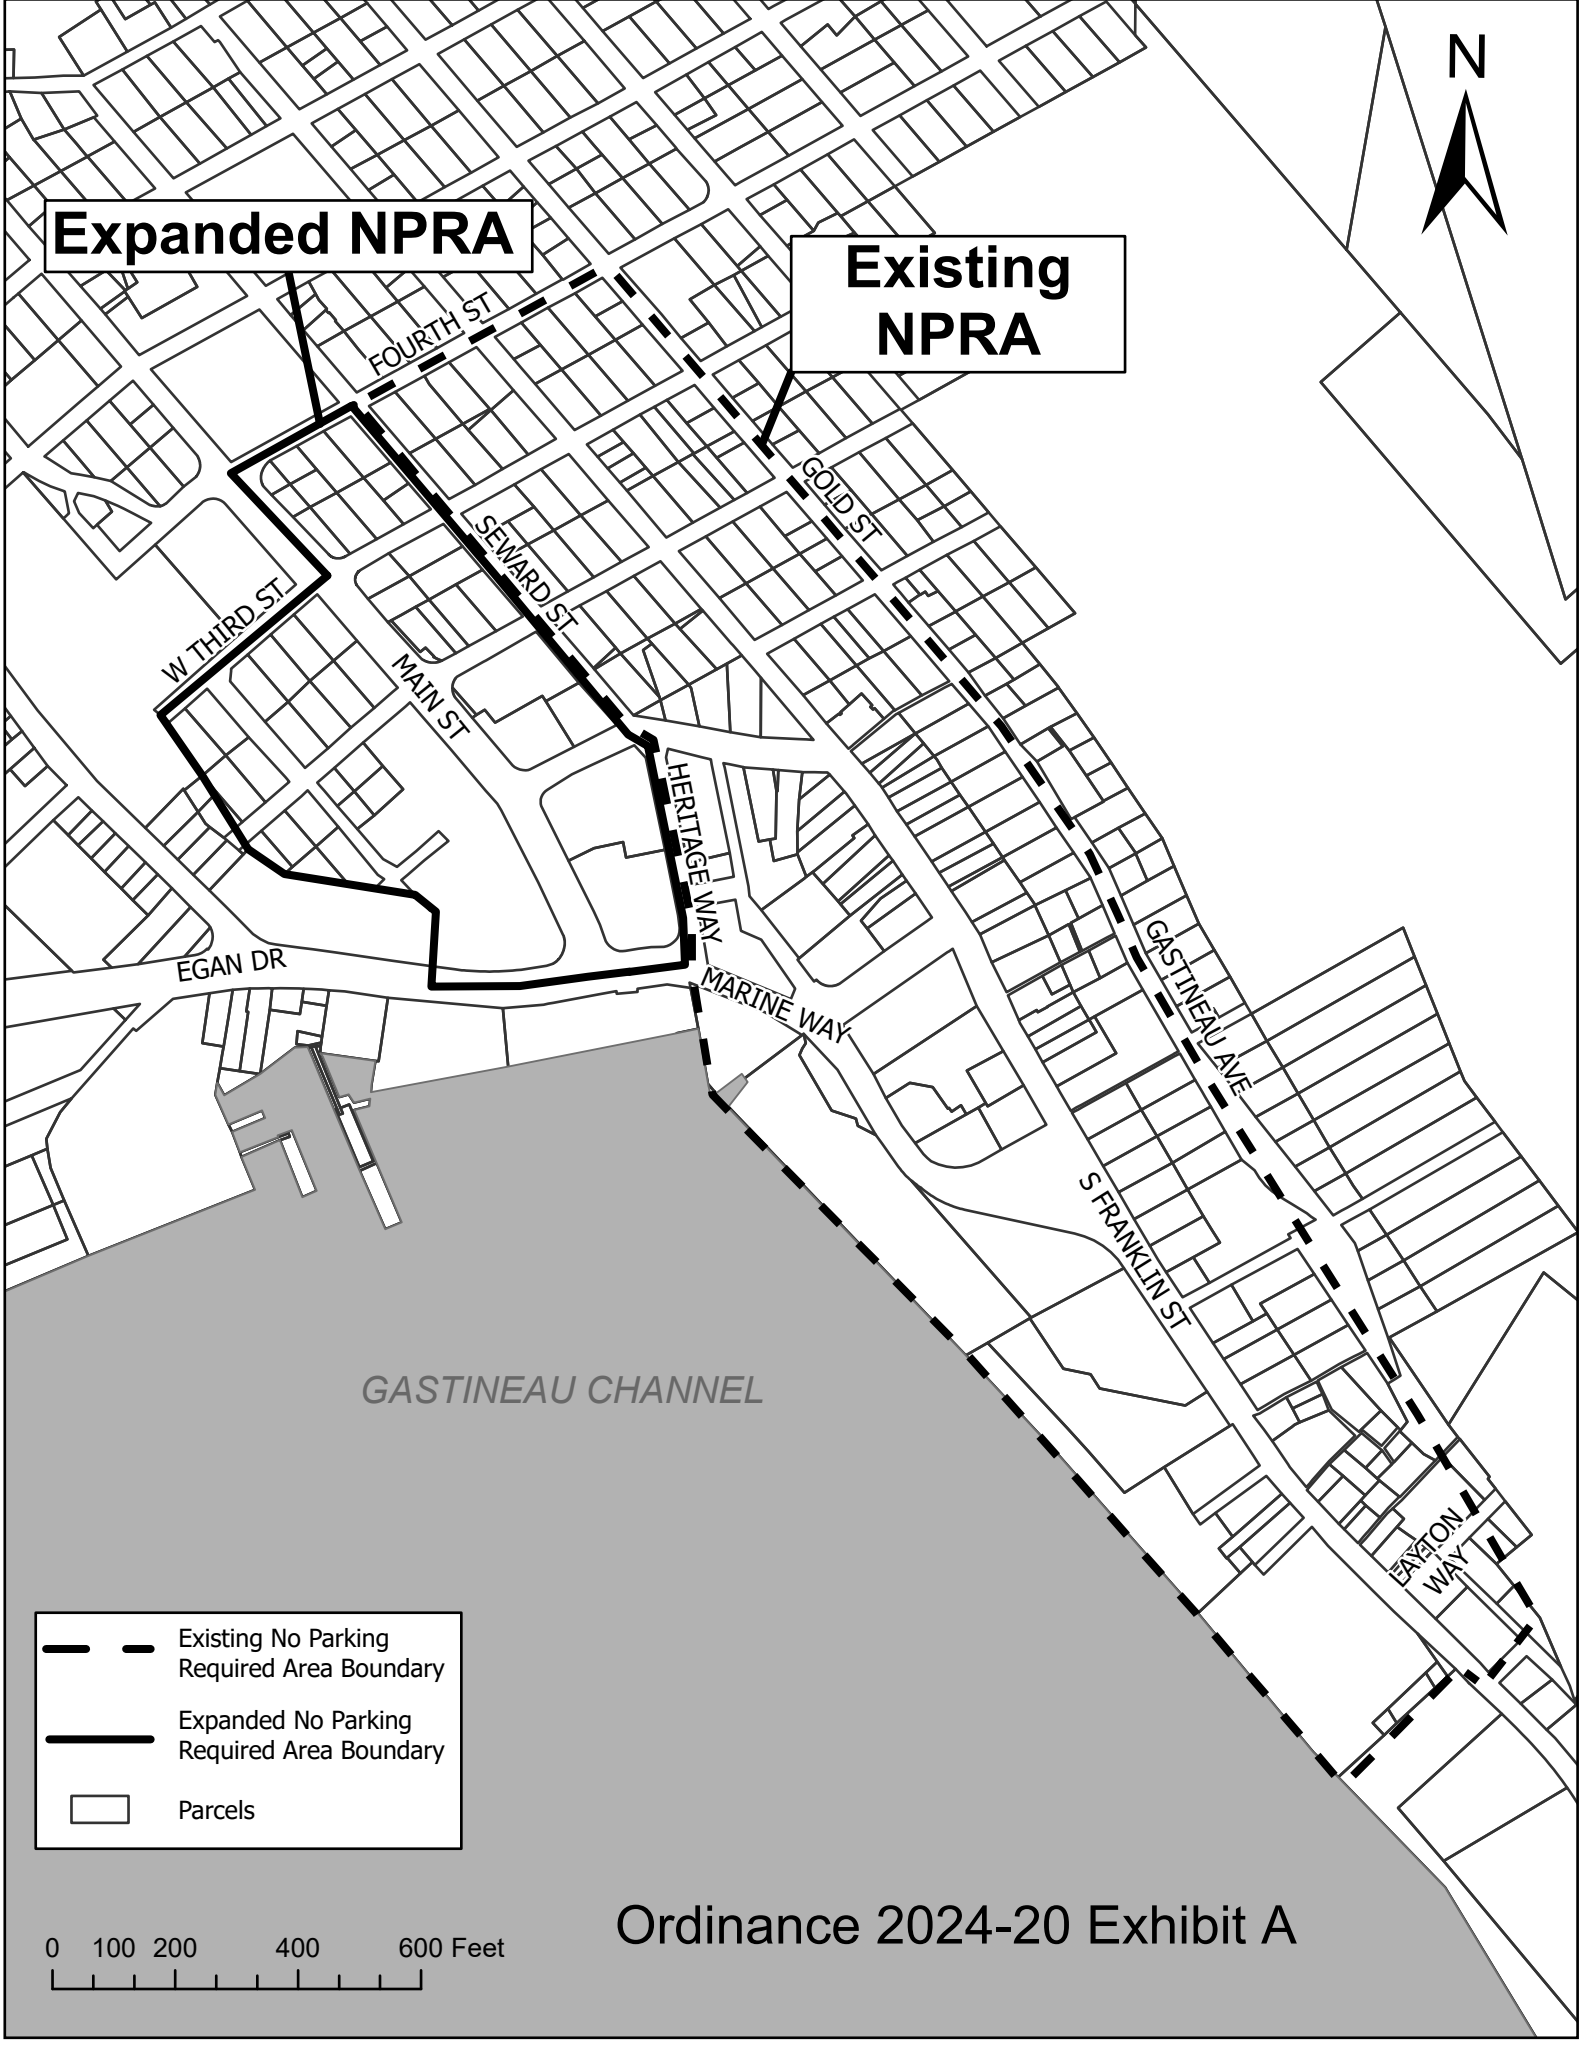 N
Expanded NPRA
Existing
NPRA
FOURTH ST
GOLD ST
SEWARD ST
W THIRD ST
MAIN ST
HERITAGE WAY
EGAN DR
MARINE WAY
GASTINEAU AVE
S FRANKLIN ST
GASTINEAU CHANNEL
LAYTON
WAY
Existing No Parking
Required Area Boundary
Expanded No Parking
Required Area Boundary
Parcels
Ordinance 2024-20 Exhibit A
0 100 200 400 600 Feet